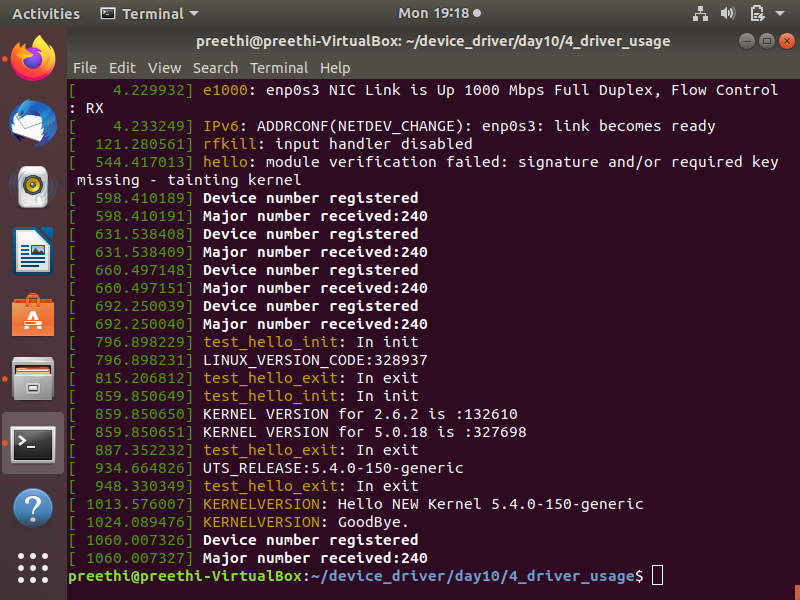 Activities Terminal Mon 19:18
preethi@preethi-VirtualBox: ~/device_driver/day10/4_driver_usage
File Edit View Search Terminal Help
[    4.229932] e1000: enp0s3 NIC Link is Up 1000 Mbps Full Duplex, Flow Control
: RX
[    4.233249] IPv6: ADDRCONF(NETDEV_CHANGE): enp0s3: link becomes ready
[  121.280561] rfkill: input handler disabled
[  544.417013] hello: module verification failed: signature and/or required key
 missing - tainting kernel
[  598.410189] Device number registered
[  598.410191] Major number received:240
[  631.538408] Device number registered
[  631.538409] Major number received:240
[  660.497148] Device number registered
[  660.497151] Major number received:240
[  692.250039] Device number registered
[  692.250040] Major number received:240
[  796.898229] test_hello_init: In init
[  796.898231] LINUX_VERSION_CODE:328937
[  815.206812] test_hello_exit: In exit
[  859.850649] test_hello_init: In init
[  859.850650] KERNEL VERSION for 2.6.2 is :132610
[  859.850651] KERNEL VERSION for 5.0.18 is :327698
[  887.352232] test_hello_exit: In exit
[  934.664826] UTS_RELEASE:5.4.0-150-generic
[  948.330349] test_hello_exit: In exit
[ 1013.576007] KERNELVERSION: Hello NEW Kernel 5.4.0-150-generic
[ 1024.089476] KERNELVERSION: GoodBye.
[ 1060.007326] Device number registered
[ 1060.007327] Major number received:240
preethi@preethi-VirtualBox:~/device_driver/day10/4_driver_usage$